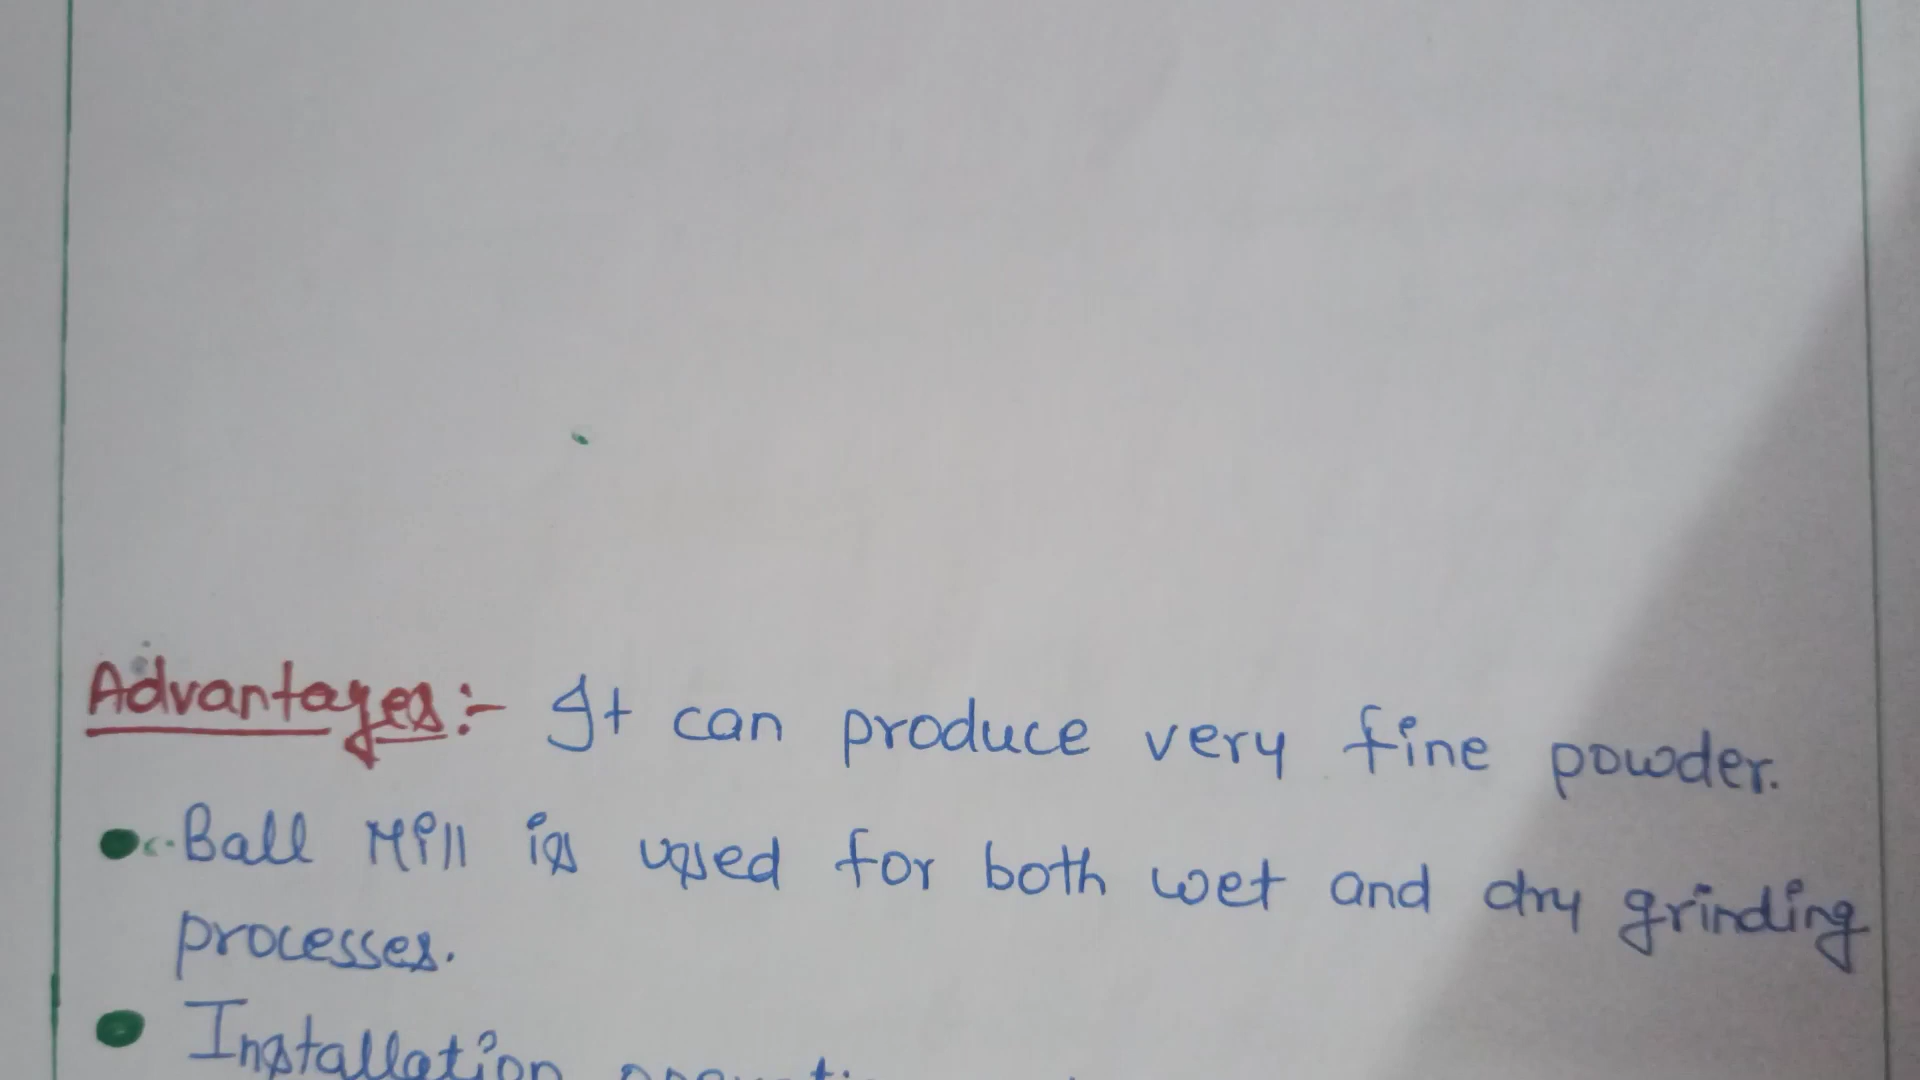 Advantages:- It can produce very fine powder.
Ball Mill is used for both wet and dry grinding
processes.
Installation